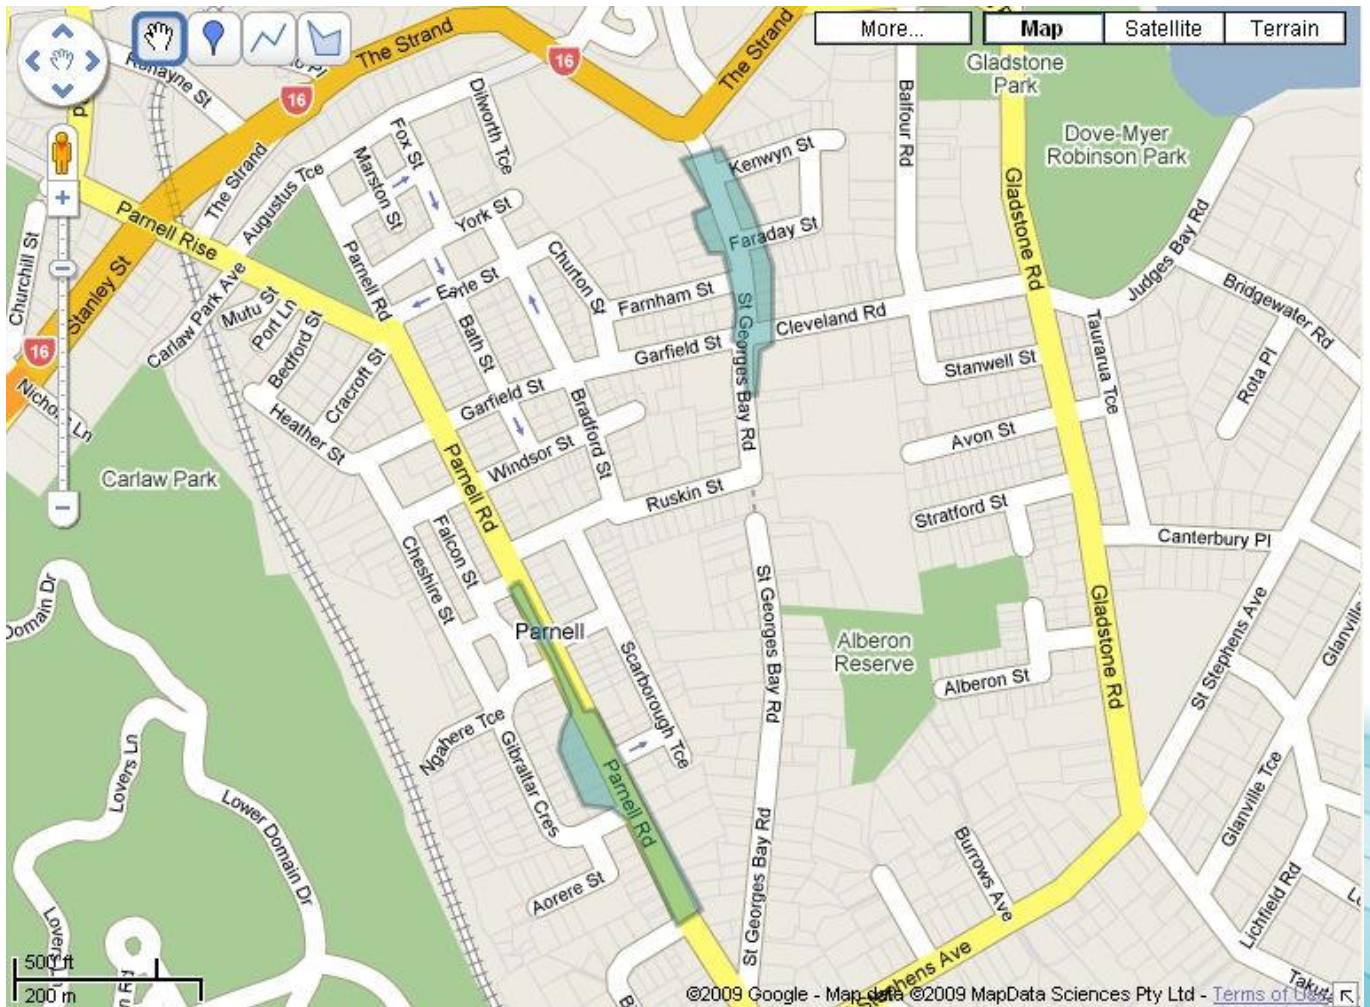 More...
Map
Satellite
Terrain
The Strand
16
The Strand
Ronayne St
16
Gladstone
Park
Dove-Myer
Robinson Park
Balfour Rd
Dilworth Tce
Fox St
Marston St
Kenwyn St
The Strand
Augustus Tce
Parnell Rise
York St
Faraday St
Gladstone Rd
Judges Bay Rd
Churchill St
Stanley St
Parnell Rd
Earle St
Churton St
Farnham St
Bridgewater Rd
Carlaw Park Ave
Mutu St
Port Ln
Bedford St
Cracroft St
Bath St
Garfield St
Cleveland Rd
St Georges Bay Rd
Taurarua Tce
16
Stanwell St
Rota Pl
Garfield St
Bradford St
Heather St
Windsor St
Avon St
Carlaw Park
Parnell Rd
Ruskin St
Stratford St
Canterbury Pl
Falcon St
Cheshire St
Domain Dr
Parnell
St Georges Bay Rd
Alberon
Reserve
Alberon St
Gladstone Rd
St Stephens Ave
Scarborough Tce
Ngahere Tce
Gibraltar Cres
Parnell Rd
Lovers Ln
Lower Domain Dr
Glanville Tce
Burrows Ave
Aorere St
St Georges Bay Rd
Lichfield Rd
500 ft
200 m
©2009 Google - Map data ©2009 MapData Sciences Pty Ltd - Terms of Use